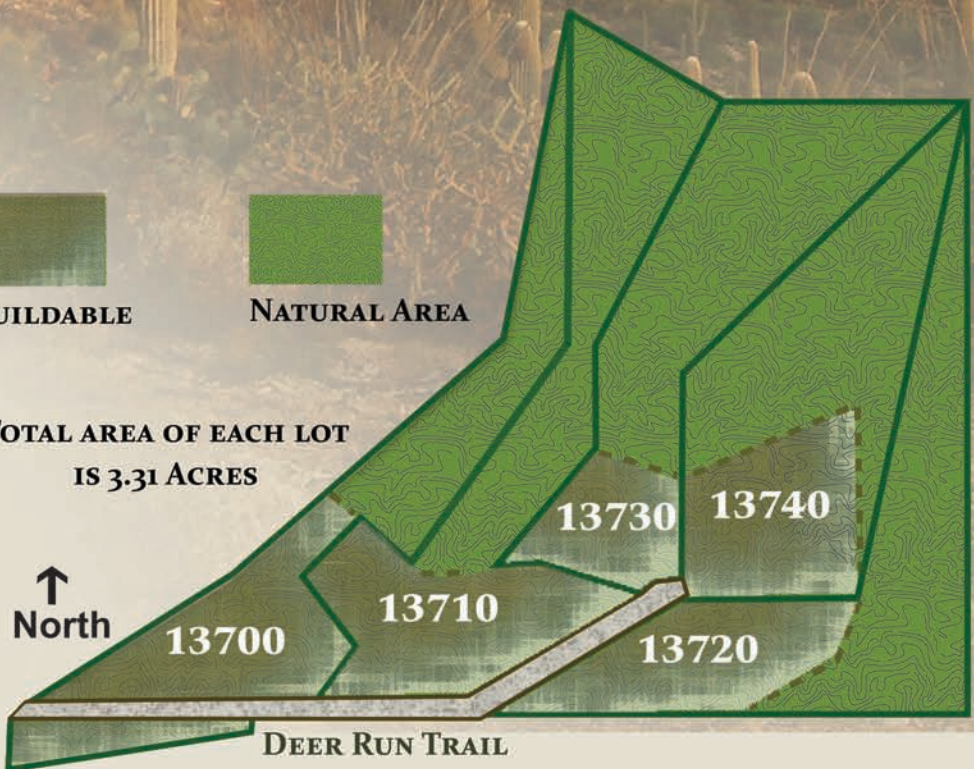 UILDABLE
NATURAL AREA
TOTAL AREA OF EACH LOT
IS 3.31 ACRES
↑
North
13700
13710
13730
13740
13720
DEER RUN TRAIL